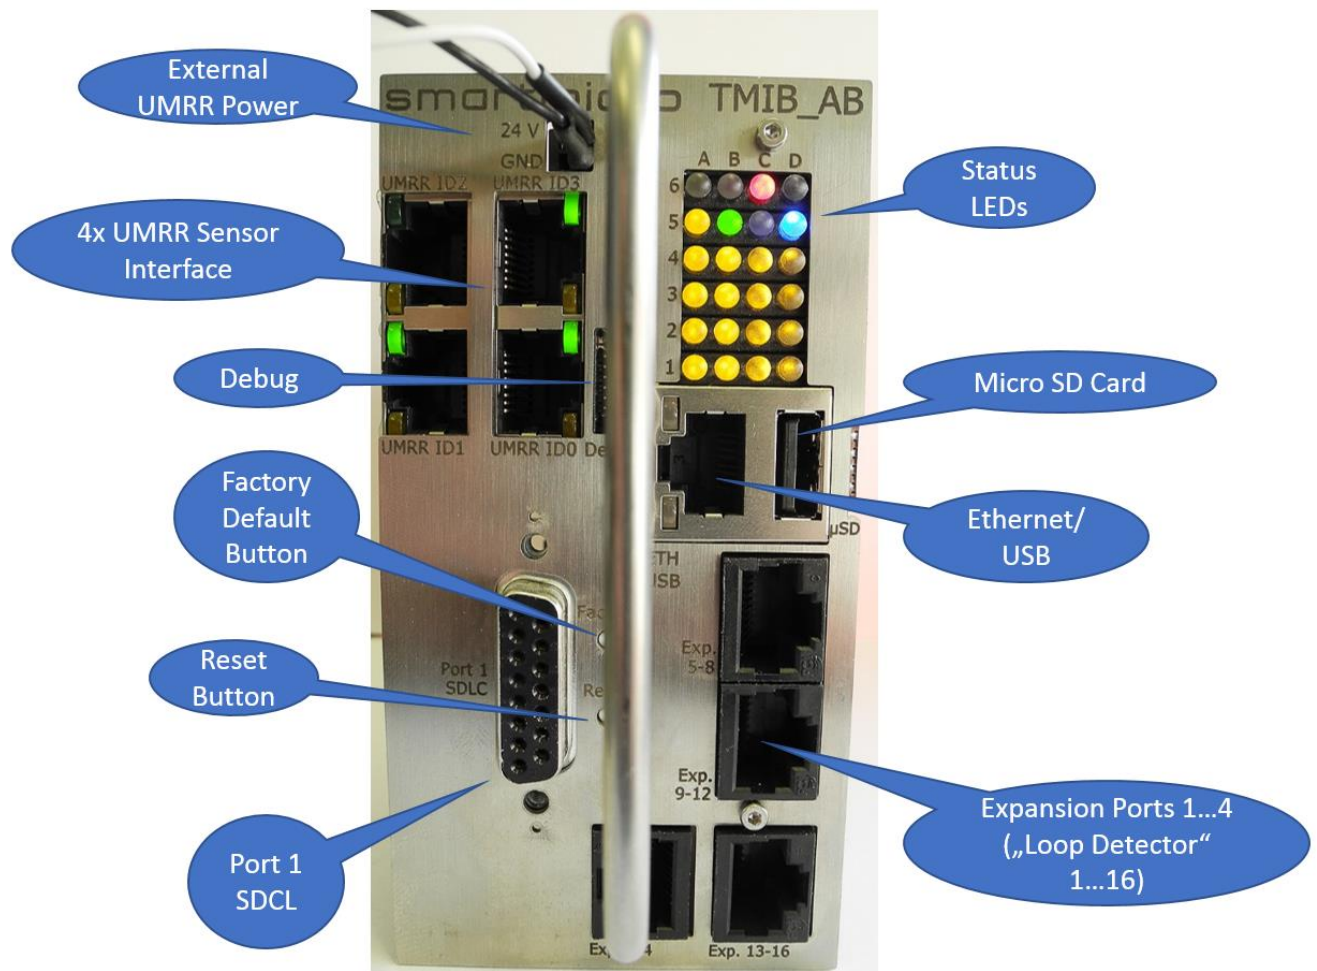 External
UMRR Power
TMIB_AB
24 V
GND
A B C D
UMRR ID2
UMRR ID3
6
5
4
3
2
1
Status
LEDs
4x UMRR Sensor
Interface
Debug
Micro SD Card
UMRR ID1
UMRR ID0
Factory
Default
Button
Ethernet/
USB
µSD
ETH
Exp.
5-8
Port 1
SDLC
Reset
Button
Exp.
9-12
Expansion Ports 1...4
(„Loop Detector“
1...16)
Port 1
SDCL
Exp. 13-16